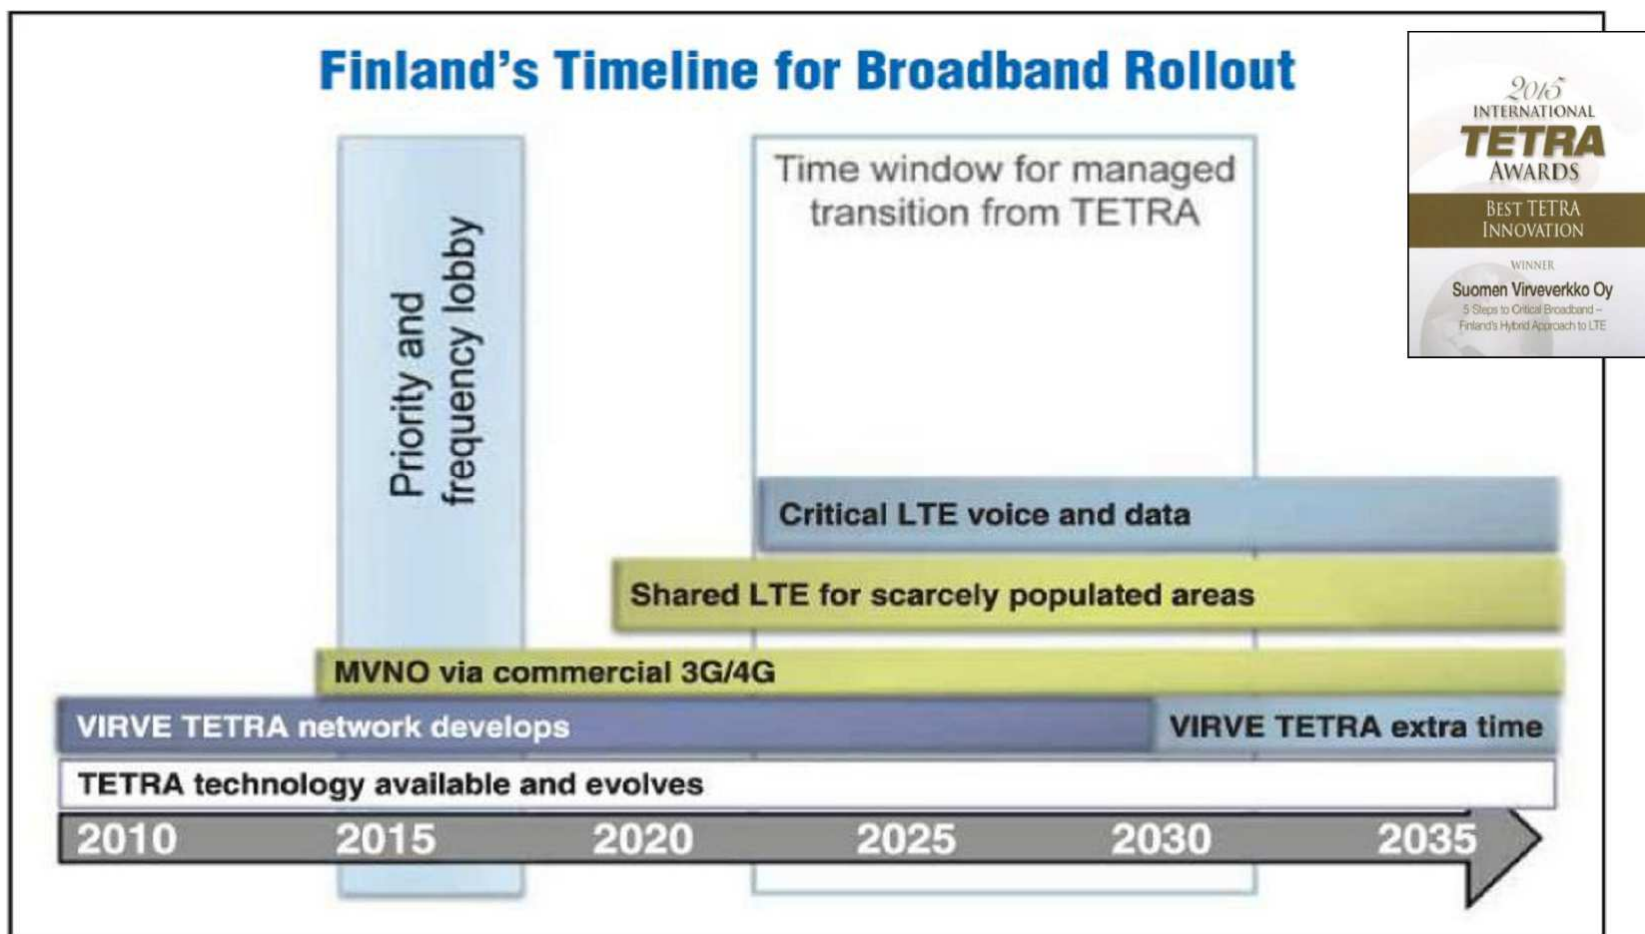 Finland's Timeline for Broadband Rollout
2015
INTERNATIONAL
TETRA
AWARDS
BEST TETRA
INNOVATION
WINNER
Suomen Virveverkko Oy
5 Steps to Critical Broadband –
Finland's Hybrid Approach to LTE
Priority and
frequency lobby
Time window for managed
transition from TETRA
Critical LTE voice and data
Shared LTE for scarcely populated areas
MVNO via commercial 3G/4G
VIRVE TETRA network develops
VIRVE TETRA extra time
TETRA technology available and evolves
2010 2015 2020 2025 2030 2035